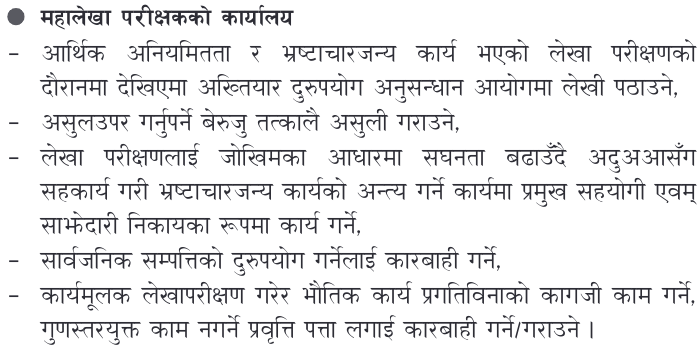 ● महालेखा परीक्षकको कार्यालय
– आर्थिक अनियमितता र भ्रष्टाचारजन्य कार्य भएको लेखा परीक्षणको
दौरानमा देखिएमा अख्तियार दुरुपयोग अनुसन्धान आयोगमा लेखी पठाउने,
– असुलउपर गर्नुपर्ने बेरुजु तत्कालै असुली गराउने,
– लेखा परीक्षणलाई जोखिमका आधारमा सघनता बढाउँदै अदुअआसँग
सहकार्य गरी भ्रष्टाचारजन्य कार्यको अन्त्य गर्ने कार्यमा प्रमुख सहयोगी एवम्
साझेदारी निकायका रूपमा कार्य गर्ने,
– सार्वजनिक सम्पत्तिको दुरुपयोग गर्नेलाई कारबाही गर्ने,
– कार्यमूलक लेखापरीक्षण गरेर भौतिक कार्य प्रगतिविनाको कागजी काम गर्ने,
गुणस्तरयुक्त काम नगर्ने प्रवृत्ति पत्ता लगाई कारबाही गर्ने/गराउने ।